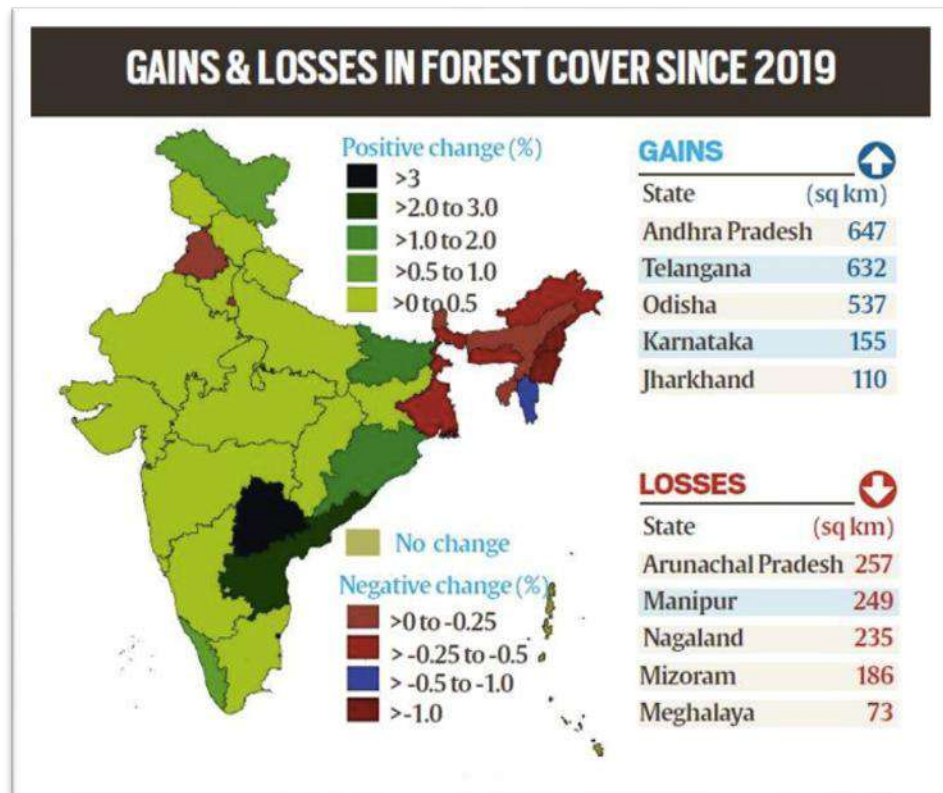 GAINS & LOSSES IN FOREST COVER SINCE 2019
Positive change (%)
>3
>2.0 to 3.0
>1.0 to 2.0
>0.5 to 1.0
>0 to 0.5
GAINS
State (sq km)
Andhra Pradesh 647
Telangana 632
Odisha 537
Karnataka 155
Jharkhand 110
No change
Negative change (%)
>0 to -0.25
> -0.25 to -0.5
> -0.5 to -1.0
>-1.0
LOSSES
State (sq km)
Arunachal Pradesh 257
Manipur 249
Nagaland 235
Mizoram 186
Meghalaya 73